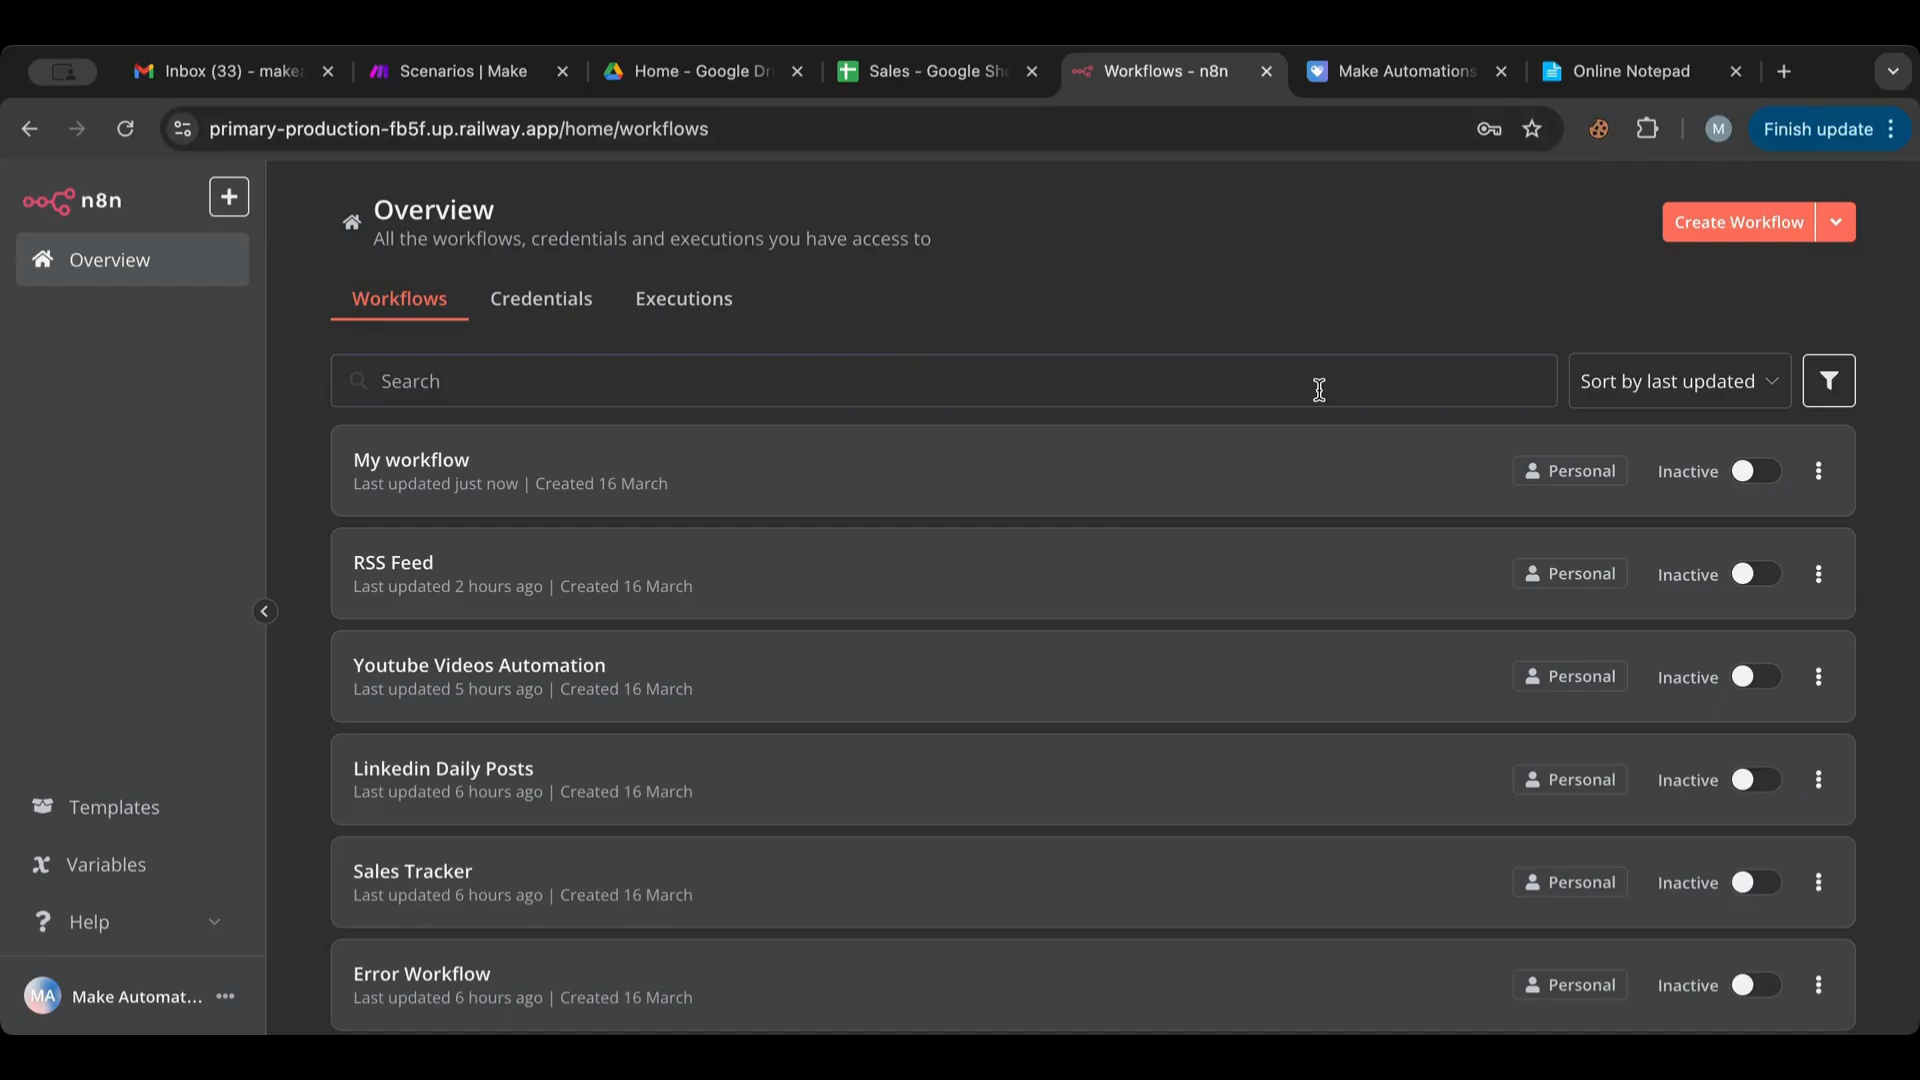 Inbox (33) - make
Scenarios | Make
Home - Google Dri
Sales - Google She
Workflows - n8n
Make Automations
Online Notepad
primary-production-fb5f.up.railway.app/home/workflows
M
Finish update
n8n
Overview
Templates
Variables
Help
MA
Make Automat...
Overview
All the workflows, credentials and executions you have access to
Create Workflow
Workflows
Credentials
Executions
Search
Sort by last updated
My workflow
Last updated just now | Created 16 March
Personal
Inactive
RSS Feed
Last updated 2 hours ago | Created 16 March
Personal
Inactive
Youtube Videos Automation
Last updated 5 hours ago | Created 16 March
Personal
Inactive
Linkedin Daily Posts
Last updated 6 hours ago | Created 16 March
Personal
Inactive
Sales Tracker
Last updated 6 hours ago | Created 16 March
Personal
Inactive
Error Workflow
Last updated 6 hours ago | Created 16 March
Personal
Inactive